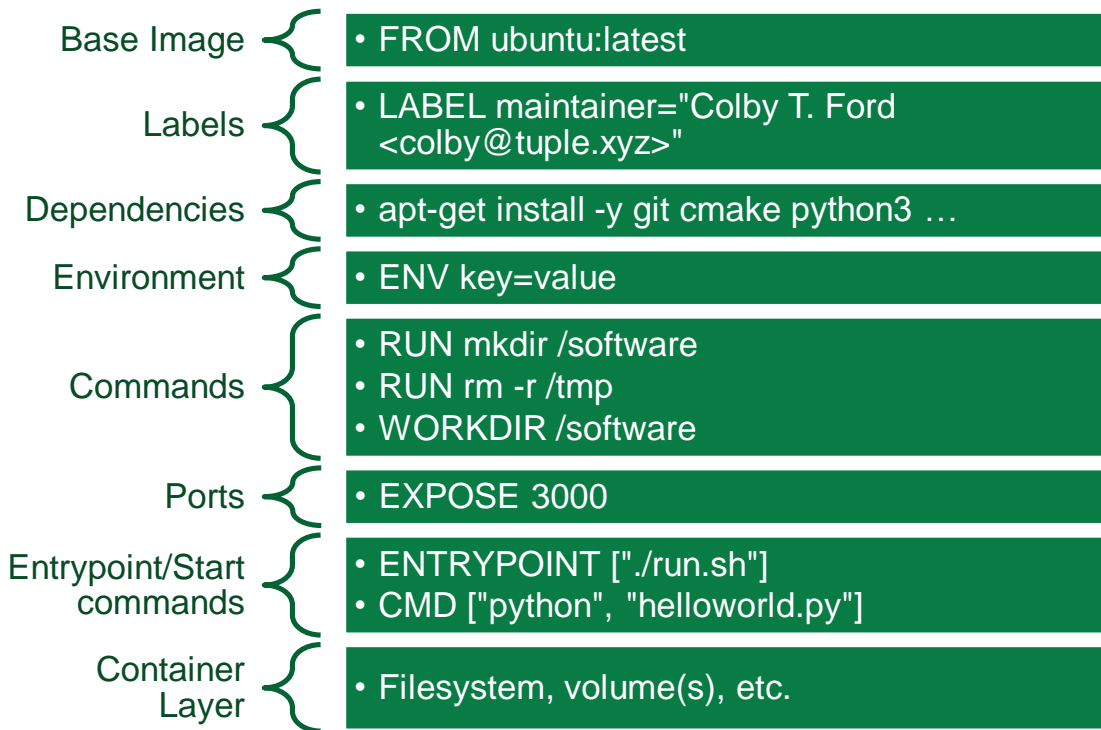 Base Image
• FROM ubuntu:latest
Labels
• LABEL maintainer="Colby T. Ford
<colby@tuple.xyz>"
Dependencies
• apt-get install -y git cmake python3 …
Environment
• ENV key=value
Commands
• RUN mkdir /software
• RUN rm -r /tmp
• WORKDIR /software
Ports
• EXPOSE 3000
Entrypoint/Start
commands
• ENTRYPOINT ["./run.sh"]
• CMD ["python", "helloworld.py"]
Container
Layer
• Filesystem, volume(s), etc.